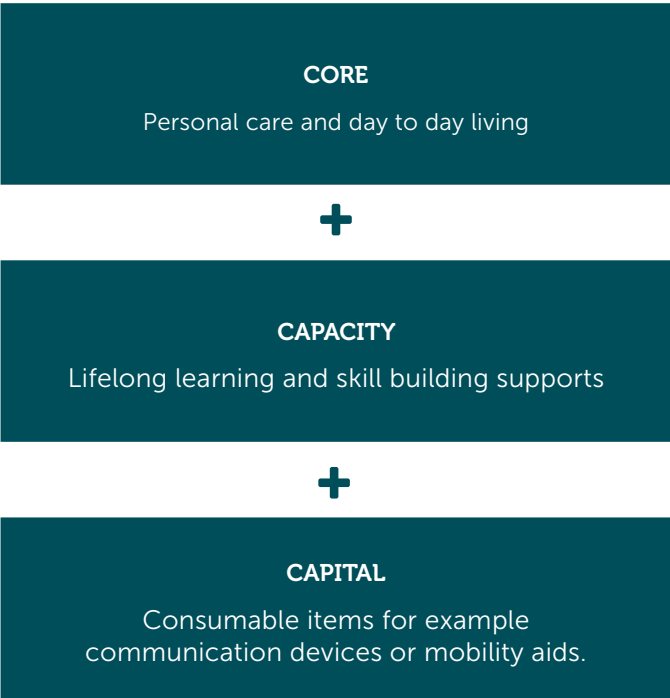 CORE
Personal care and day to day living
CAPACITY
Lifelong learning and skill building supports
CAPITAL
Consumable items for example
communication devices or mobility aids.